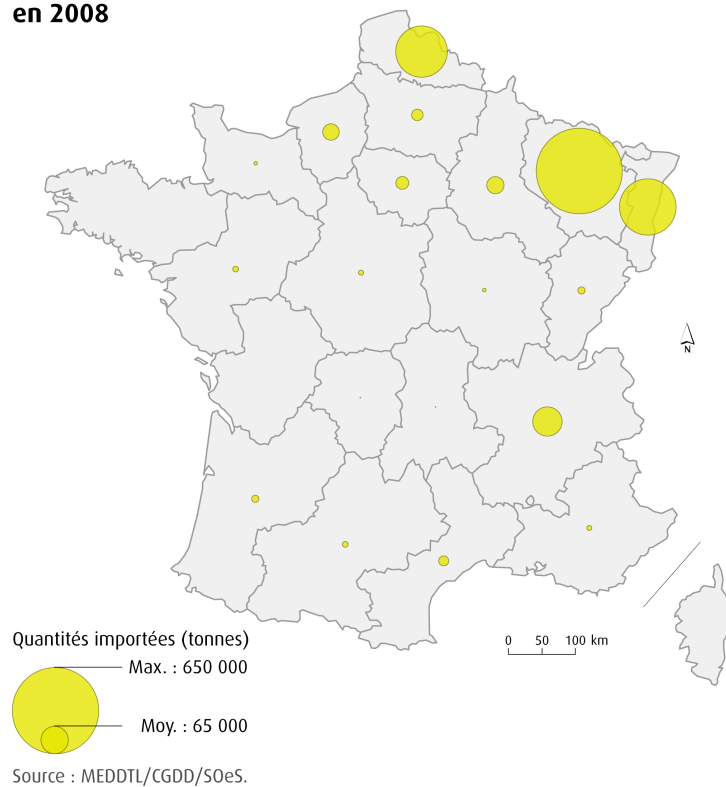 en 2008
N
Quantités importées (tonnes)
0 50 100 km
Max. : 650 000
Moy. : 65 000
Source : MEDDTL/CGDD/SOeS.